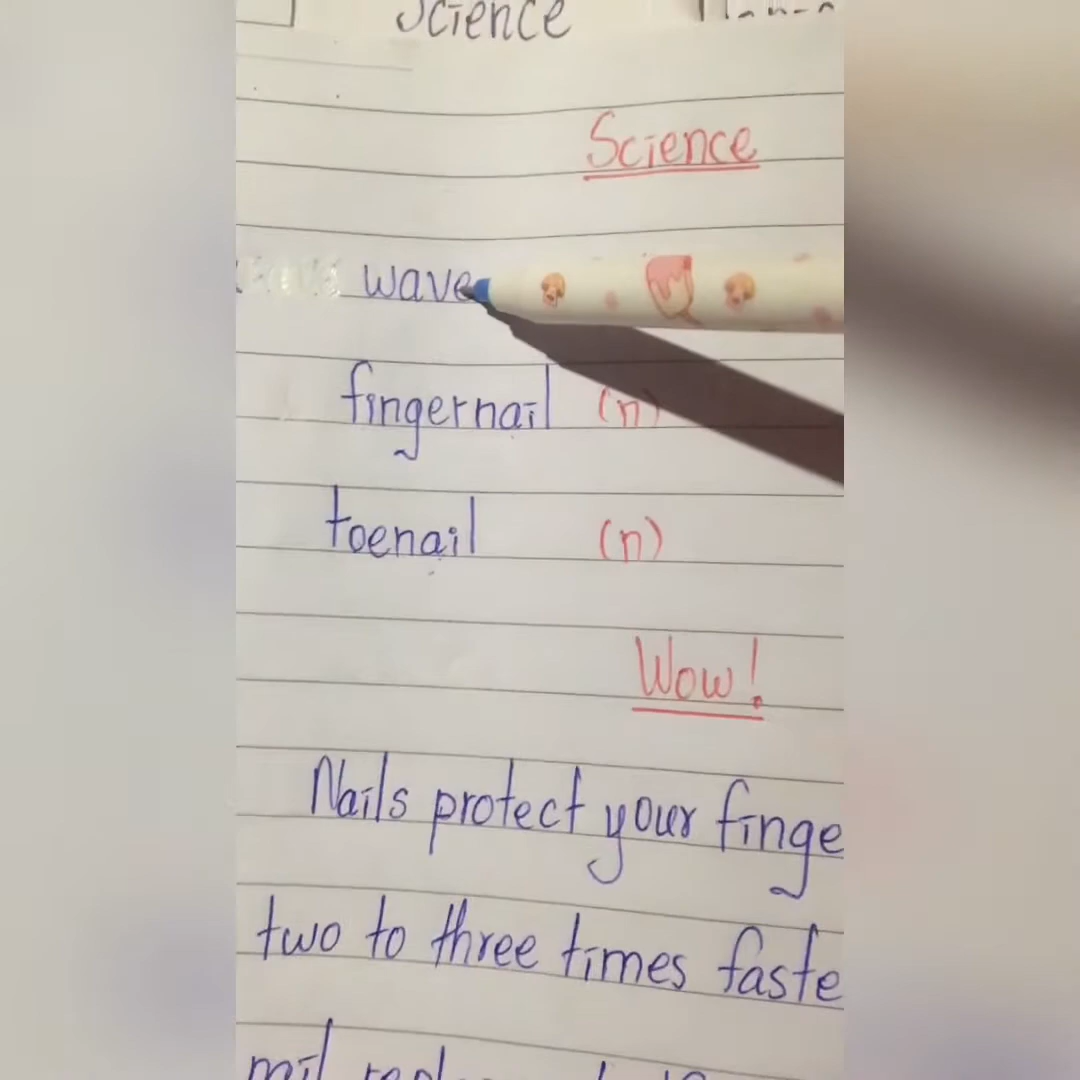 Science
Science
wave
fingernail (n)
toenail (n)
Wow!
Nails protect your finge
two to three times faste